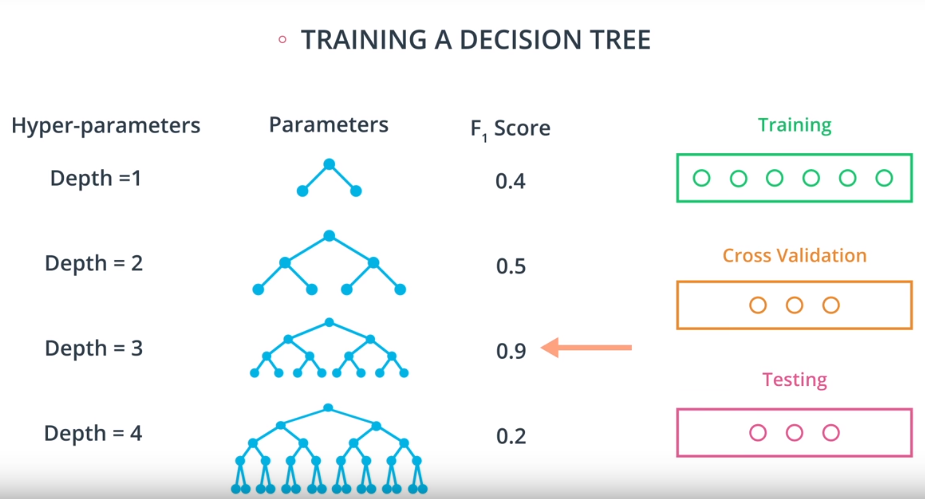 TRAINING A DECISION TREE
Hyper-parameters
Parameters
F1 Score
Training
Depth =1
0.4
Depth = 2
0.5
Cross Validation
Depth = 3
0.9
Testing
Depth = 4
0.2